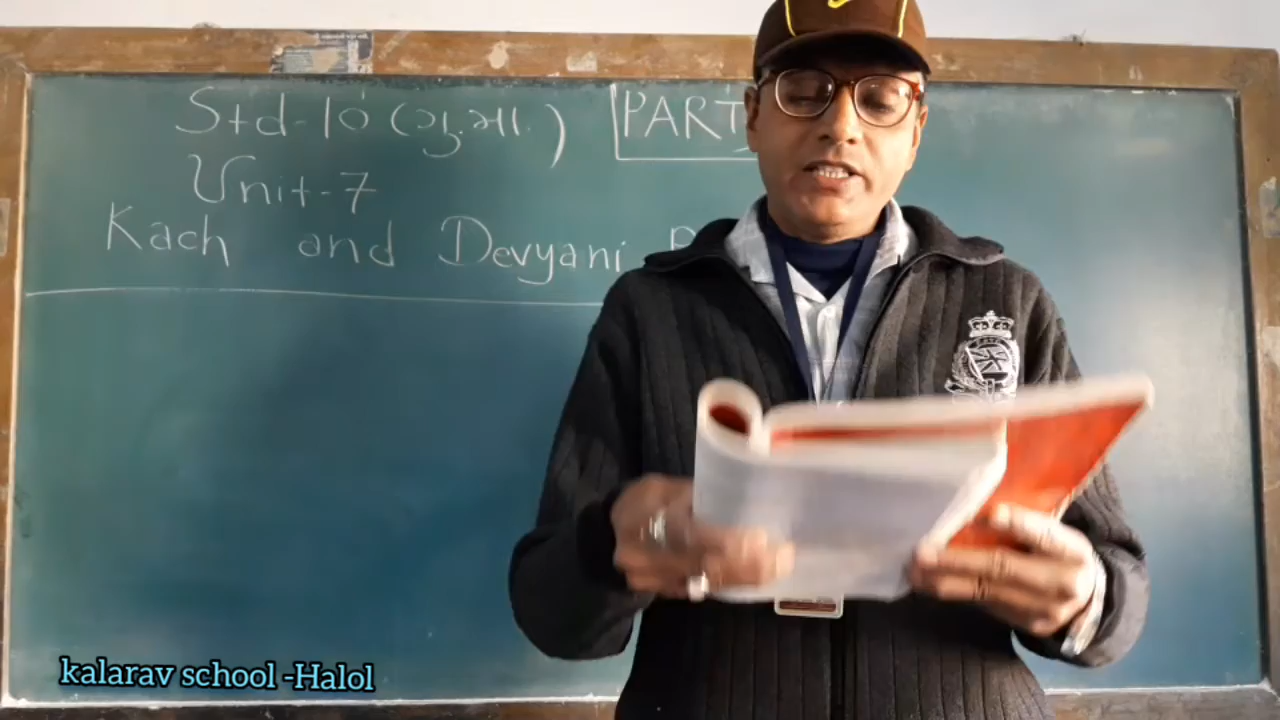 Std-10 (ગુ.મા.) PART
Unit-7
Kach and Devyani
kalarav school -Halol